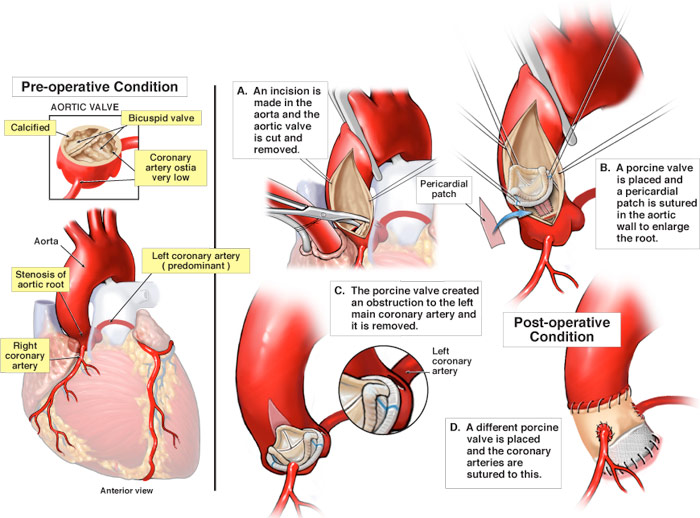 Pre-operative Condition
AORTIC VALVE
Calcified
Bicuspid valve
Coronary
artery ostia
very low
Aorta
Stenosis of
aortic root
Left coronary artery
( predominant )
Right
coronary
artery
Anterior view
A. An incision is
made in the
aorta and the
aortic valve
is cut and
removed.
Pericardial
patch
B. A porcine valve
is placed and
a pericardial
patch is sutured
in the aortic
wall to enlarge
the root.
C. The porcine valve created
an obstruction to the left
main coronary artery and
it is removed.
Left
coronary
artery
Post-operative
Condition
D. A different porcine
valve is placed
and the coronary
arteries are
sutured to this.